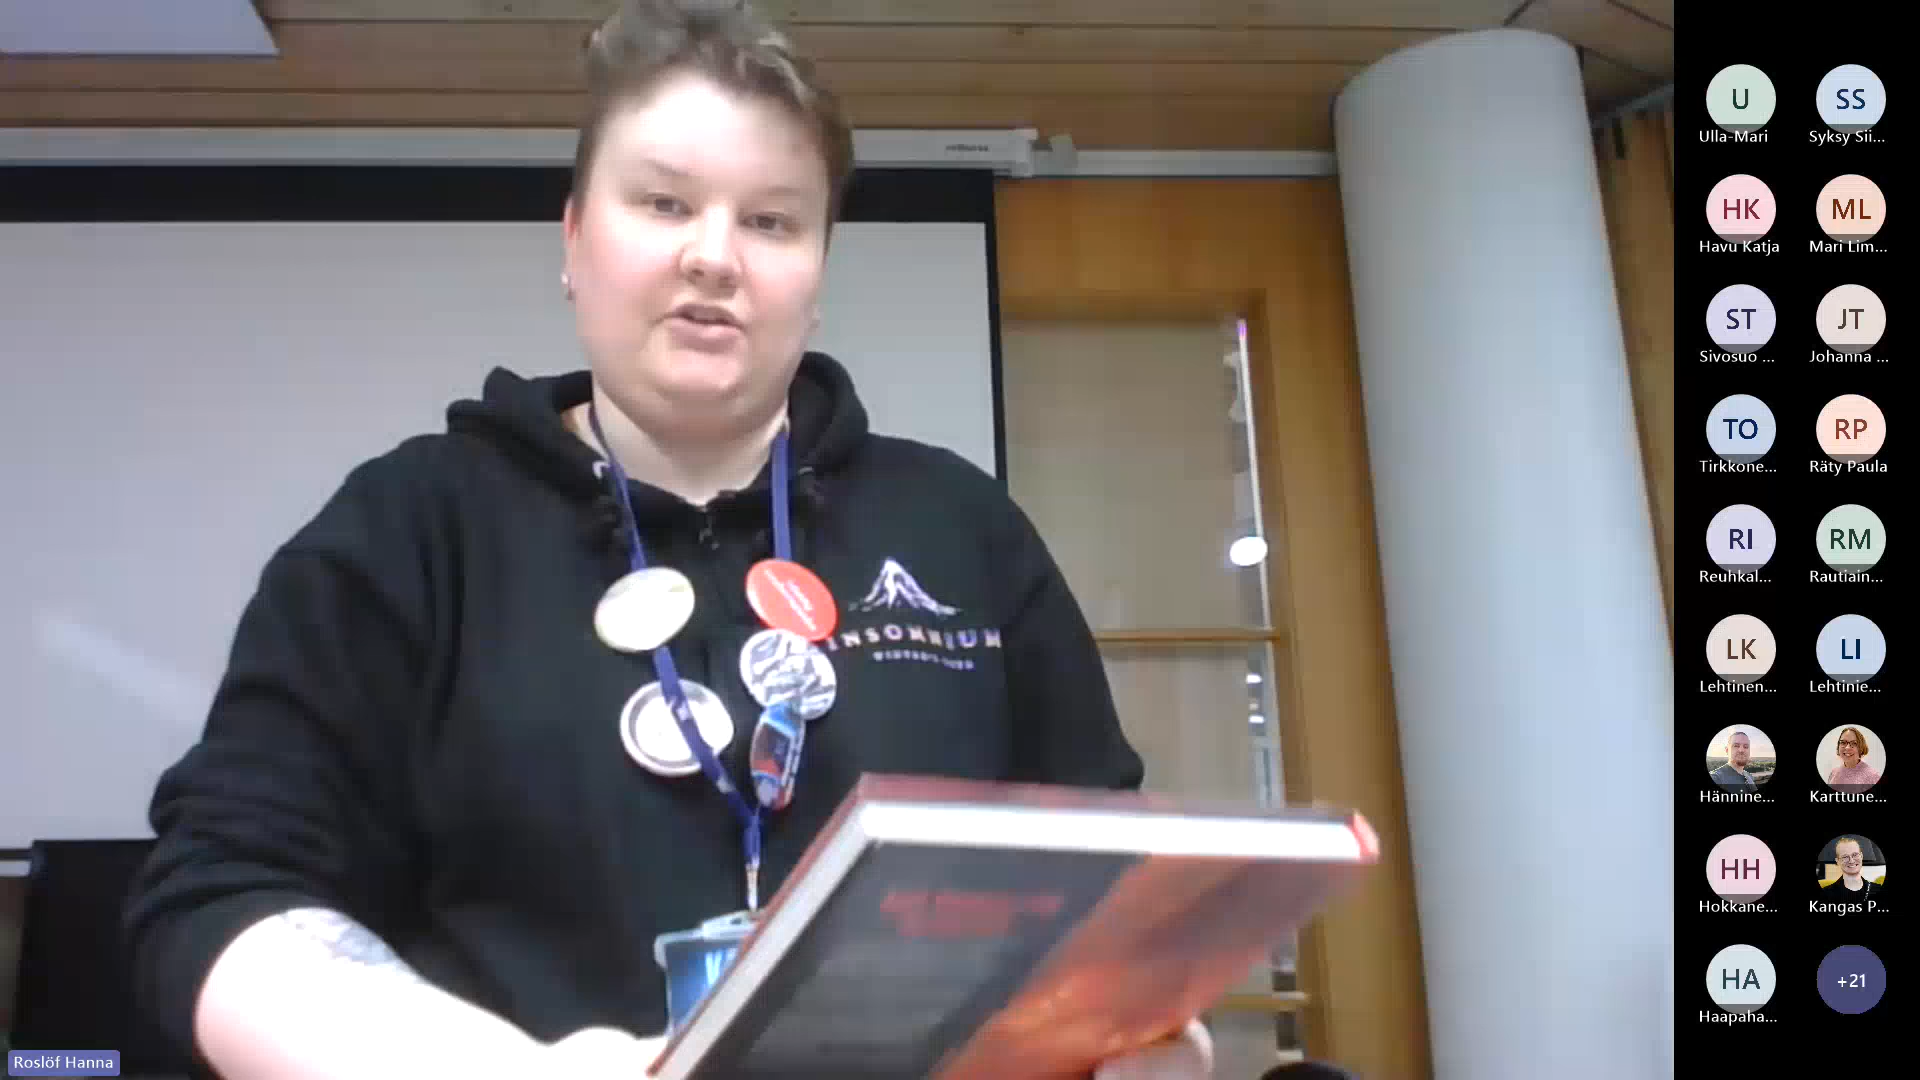 U
Ulla-Mari
SS
Syksy Sii...
HK
Havu Katja
ML
Mari Lim...
ST
Sivosuo ...
JT
Johanna ...
TO
Tirkkone...
RP
Räty Paula
RI
Reuhkal...
RM
Rautiain...
LK
Lehtinen...
LI
Lehtinie...
Hännine...
Karttune...
HH
Hokkane...
Kangas P...
HA
Haapaha...
+21
INSOMNIUM
Roslöf Hanna